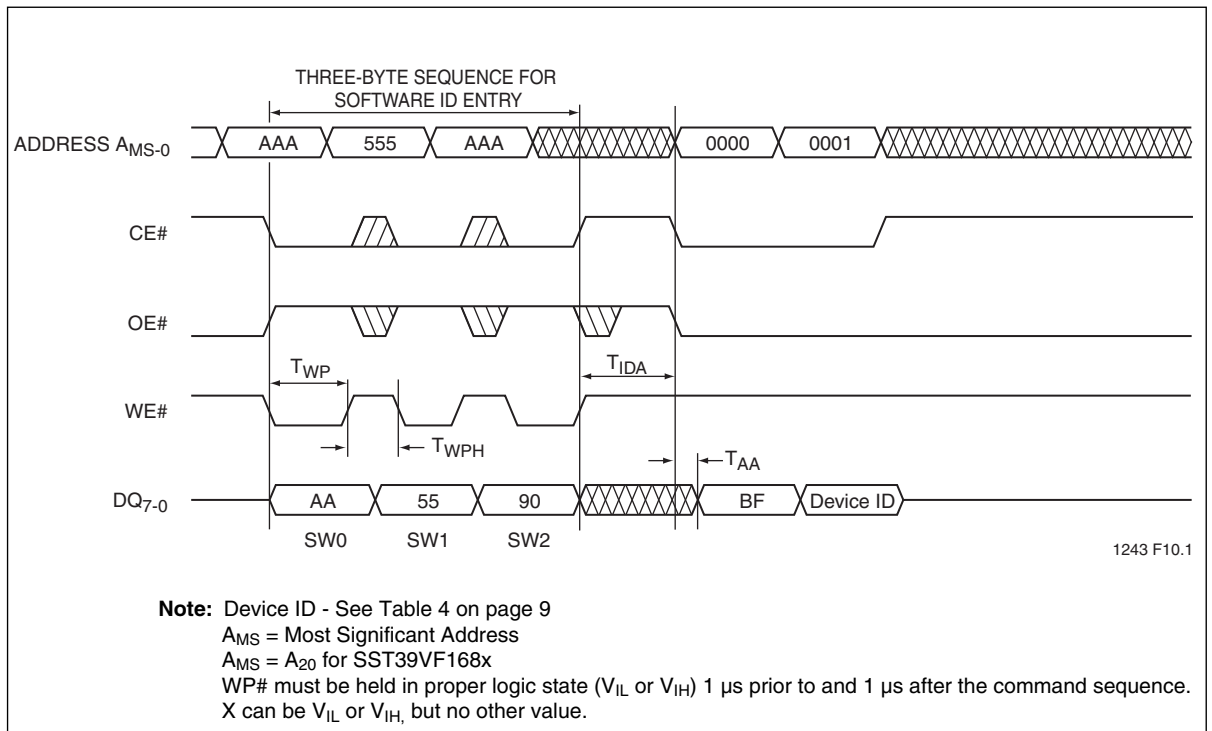 THREE-BYTE SEQUENCE FOR
SOFTWARE ID ENTRY
ADDRESS AMS-0
AAA
555
AAA
0000
0001
CE#
OE#
TWP
TIDA
WE#
TWPH
TAA
DQ7-0
AA
55
90
BF
Device ID
SW0
SW1
SW2
1243 F10.1
Note: Device ID - See Table 4 on page 9
AMS = Most Significant Address
AMS = A20 for SST39VF168x
WP# must be held in proper logic state (VIL or VIH) 1 µs prior to and 1 µs after the command sequence.
X can be VIL or VIH, but no other value.